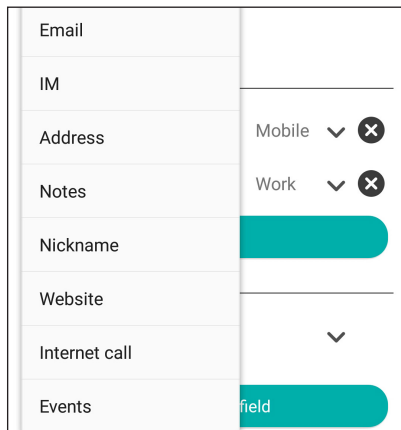 Email
IM
Address
Mobile
Notes
Work
Nickname
Website
Internet call
Events
field